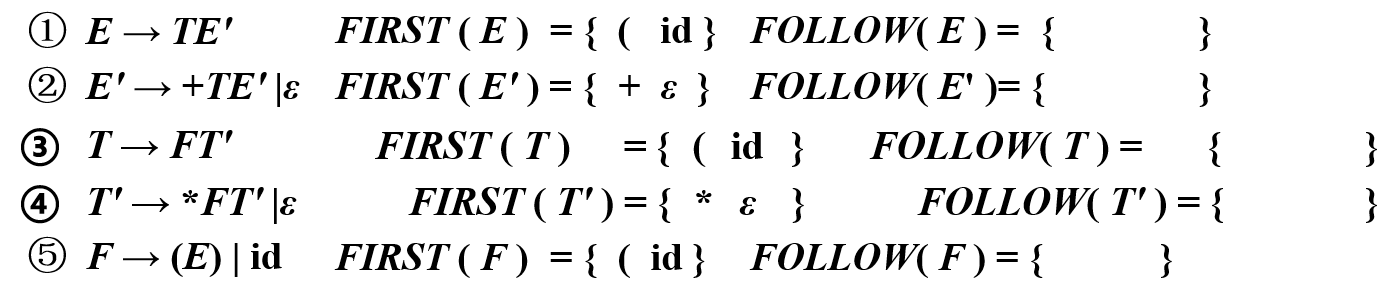 ① E → TE′ FIRST ( E ) = { ( id } FOLLOW( E ) = { }
② E′ → +TE′ |ε FIRST ( E′ ) = { + ε } FOLLOW( E' )= { }
③ T → FT′ FIRST ( T ) = { ( id } FOLLOW( T ) = { }
④ T′ → *FT′ |ε FIRST ( T′ ) = { * ε } FOLLOW( T′ ) = { }
⑤ F → (E) | id FIRST ( F ) = { ( id } FOLLOW( F ) = { }